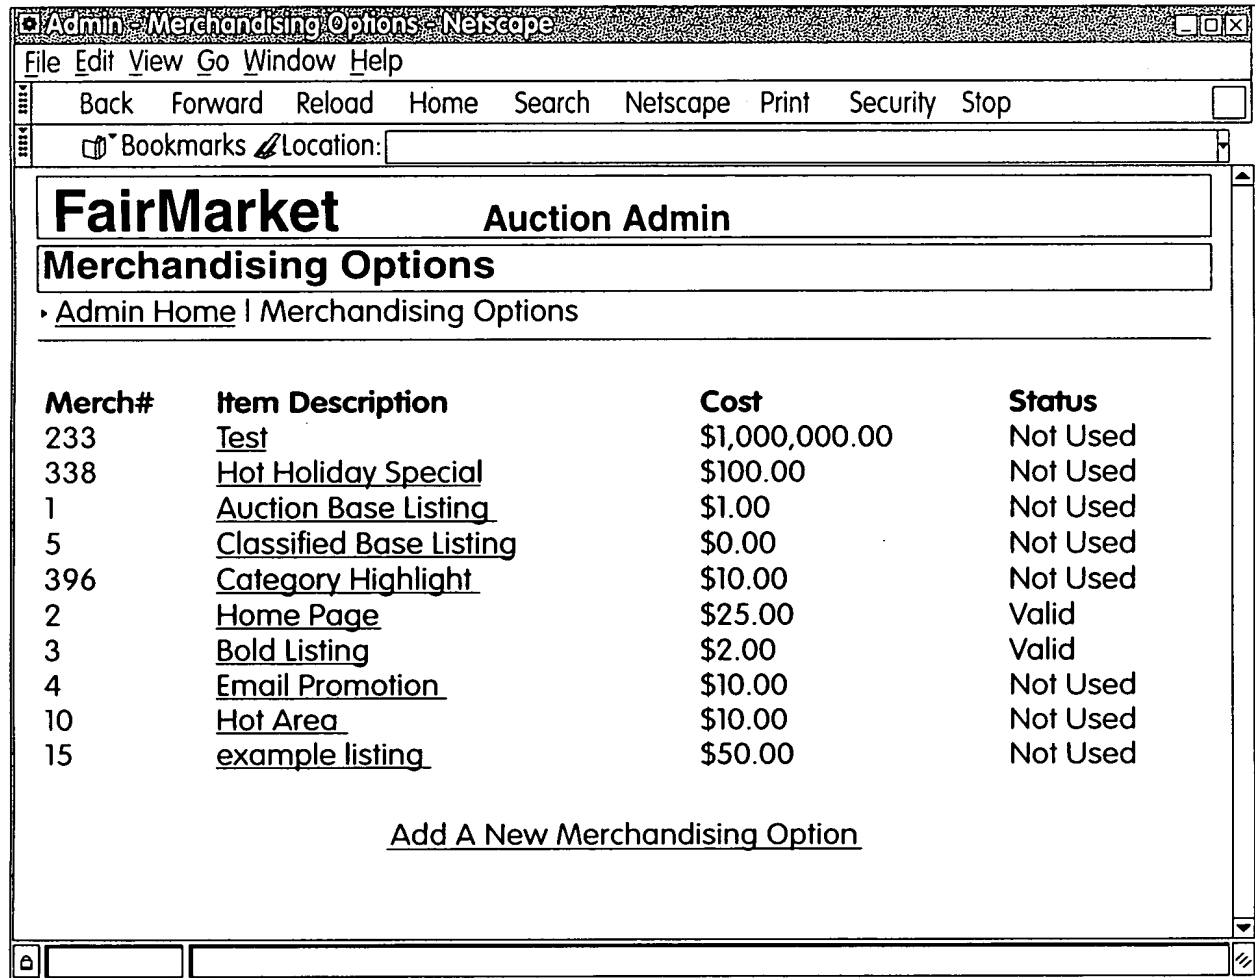 Admin - Merchandising Options - Netscape
File Edit View Go Window Help
Back Forward Reload Home Search Netscape Print Security Stop
Bookmarks Location:
FairMarket Auction Admin
Merchandising Options
Admin Home | Merchandising Options
Merch# Item Description Cost Status
233 Test $1,000,000.00 Not Used
338 Hot Holiday Special $100.00 Not Used
1 Auction Base Listing $1.00 Not Used
5 Classified Base Listing $0.00 Not Used
396 Category Highlight $10.00 Not Used
2 Home Page $25.00 Valid
3 Bold Listing $2.00 Valid
4 Email Promotion $10.00 Not Used
10 Hot Area $10.00 Not Used
15 example listing $50.00 Not Used
Add A New Merchandising Option